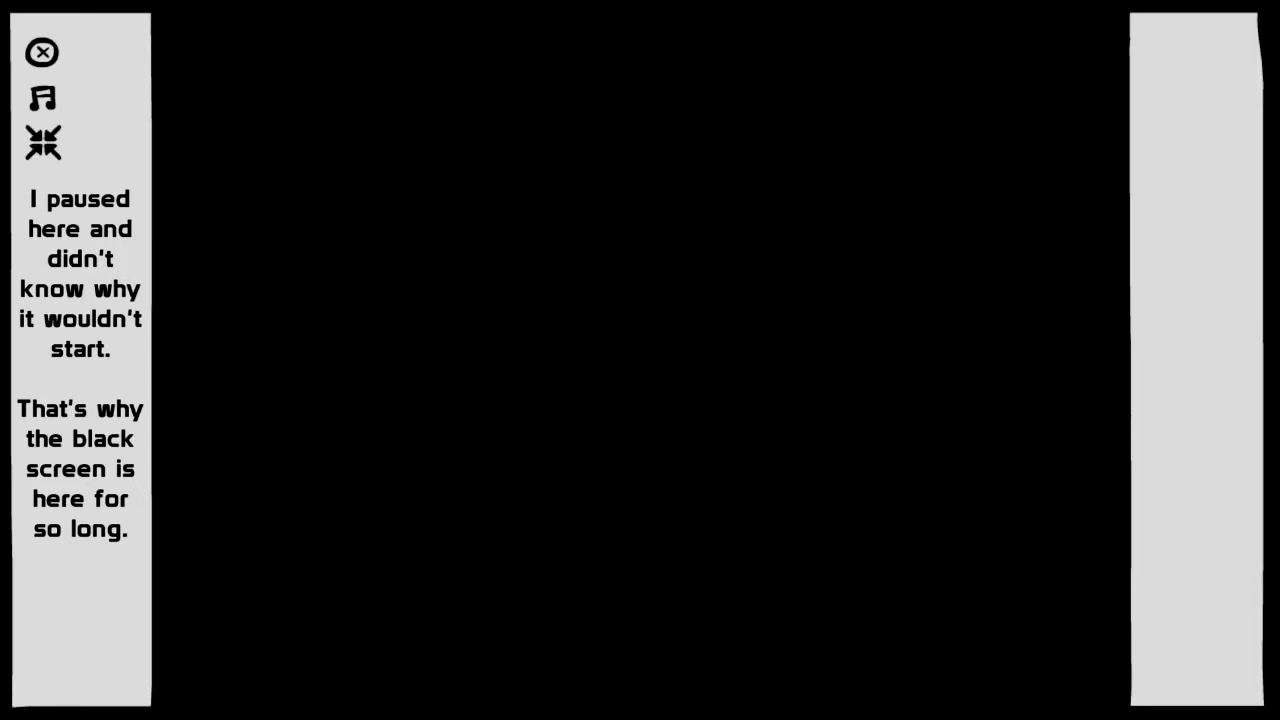 I paused
here and
didn't
know why
it wouldn't
start.
That's why
the black
screen is
here for
so long.